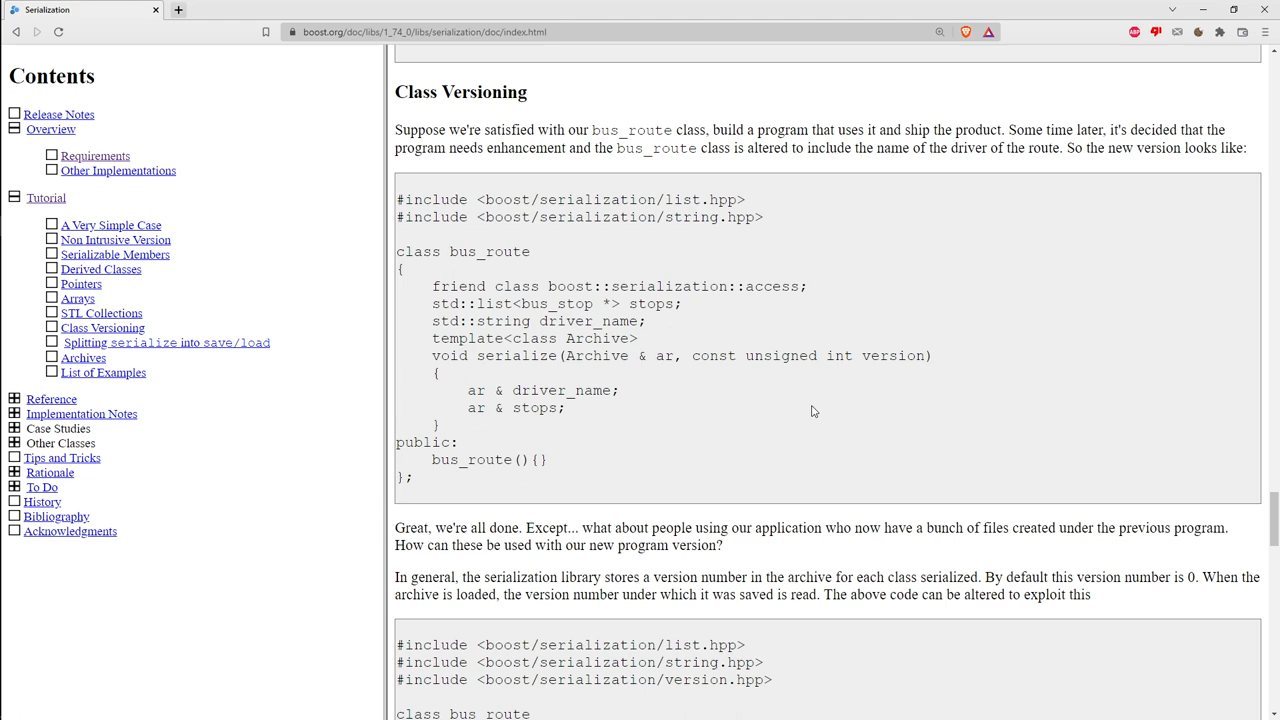 Serialization
boost.org/doc/libs/1_74_0/libs/serialization/doc/index.html
Contents
Release Notes
Overview
Requirements
Other Implementations
Tutorial
A Very Simple Case
Non Intrusive Version
Serializable Members
Derived Classes
Pointers
Arrays
STL Collections
Class Versioning
Splitting serialize into save/load
Archives
List of Examples
Reference
Implementation Notes
Case Studies
Other Classes
Tips and Tricks
Rationale
To Do
History
Bibliography
Acknowledgments
Class Versioning
Suppose we're satisfied with our bus_route class, build a program that uses it and ship the product. Some time later, it's decided that the
program needs enhancement and the bus_route class is altered to include the name of the driver of the route. So the new version looks like:
#include <boost/serialization/list.hpp>
#include <boost/serialization/string.hpp>
class bus_route
{
friend class boost::serialization::access;
std::list<bus_stop *> stops;
std::string driver_name;
template<class Archive>
void serialize(Archive & ar, const unsigned int version)
{
ar & driver_name;
ar & stops;
}
public:
bus_route(){}
};
Great, we're all done. Except... what about people using our application who now have a bunch of files created under the previous program.
How can these be used with our new program version?
In general, the serialization library stores a version number in the archive for each class serialized. By default this version number is 0. When the
archive is loaded, the version number under which it was saved is read. The above code can be altered to exploit this
#include <boost/serialization/list.hpp>
#include <boost/serialization/string.hpp>
#include <boost/serialization/version.hpp>
class bus_route